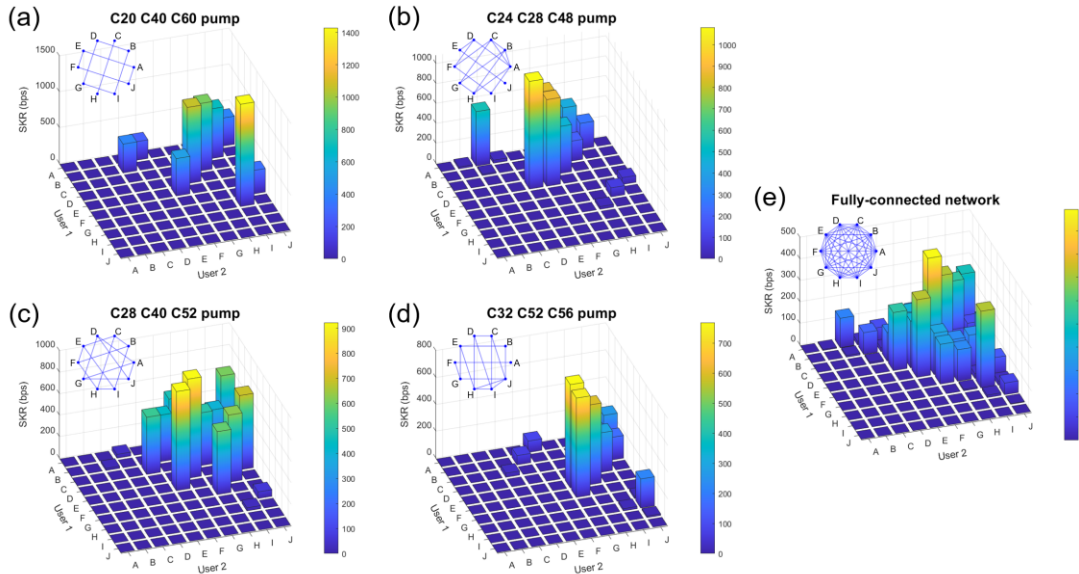 (a)
C20 C40 C60 pump
SKR (bps)
1500
1000
500
0
D C
E B
F A
G J
H I
A
B
C
D
E
F
G
H
I
J
User 1
A B C D E F G H I J
User 2
1400
1200
1000
800
600
400
200
0
(b)
C24 C28 C48 pump
SKR (bps)
1000
800
600
400
200
0
D C
E B
F A
G J
H I
A
B
C
D
E
F
G
H
I
J
User 1
A B C D E F G H I J
User 2
1000
900
800
700
600
500
400
300
200
100
0
(c)
C28 C40 C52 pump
SKR (bps)
1000
800
600
400
200
0
D C
E B
F A
G J
H I
A
B
C
D
E
F
G
H
I
J
User 1
A B C D E F G H I J
User 2
900
800
700
600
500
400
300
200
100
0
(d)
C32 C52 C56 pump
SKR (bps)
800
600
400
200
0
D C
E B
F A
G J
H I
A
B
C
D
E
F
G
H
I
J
User 1
A B C D E F G H I J
User 2
700
600
500
400
300
200
100
0
(e)
Fully-connected network
SKR (bps)
500
400
300
200
100
0
D C
E B
F A
G J
H I
A
B
C
D
E
F
G
H
I
J
User 1
A B C D E F G H I J
User 2